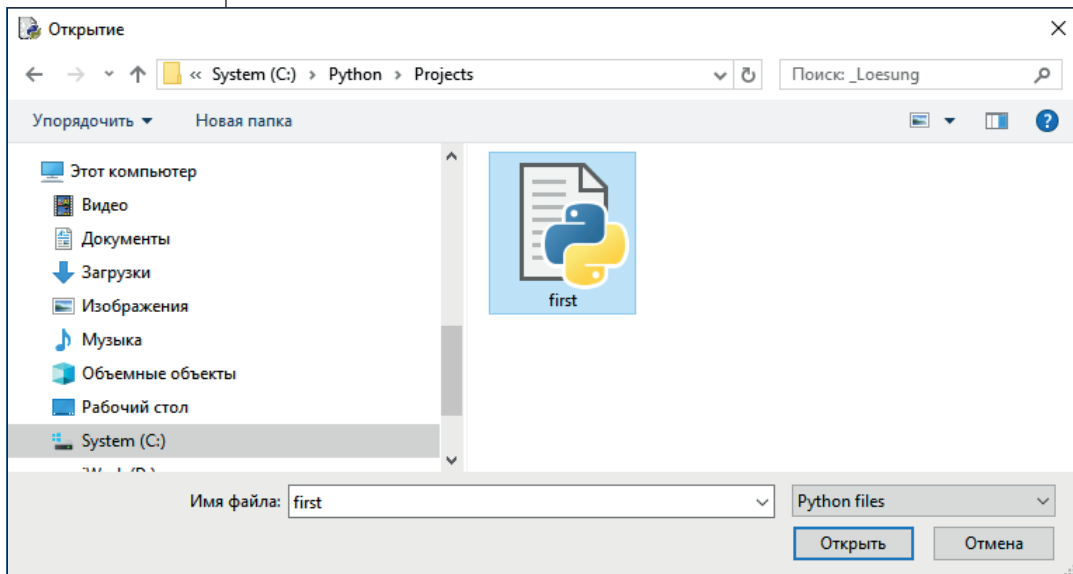 Открытие
« System (C:) › Python › Projects
Поиск: _Loesung
Упорядочить
Новая папка
Этот компьютер
Видео
Документы
Загрузки
Изображения
Музыка
Объемные объекты
Рабочий стол
System (C:)
first
Имя файла: first
Python files
Открыть
Отмена